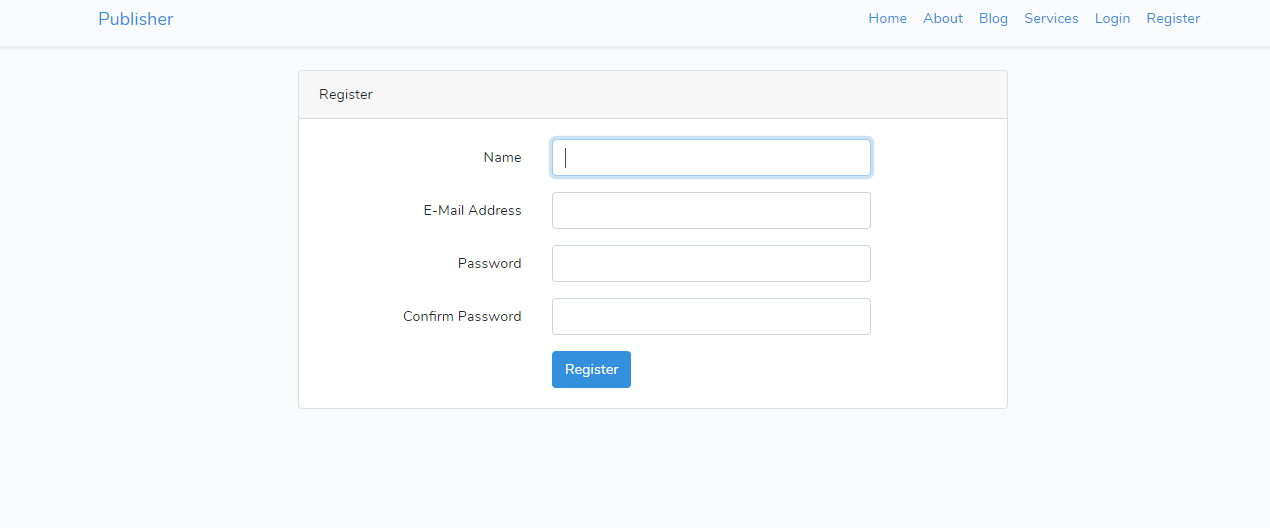 Publisher Home About Blog Services Login Register
Register
Name
E-Mail Address
Password
Confirm Password
Register